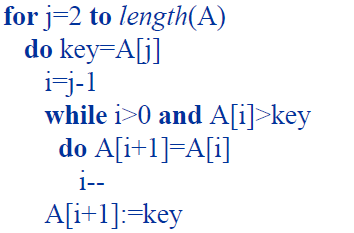 for j=2 to length(A)
do key=A[j]
i=j-1
while i>0 and A[i]>key
do A[i+1]=A[i]
i--
A[i+1]:=key